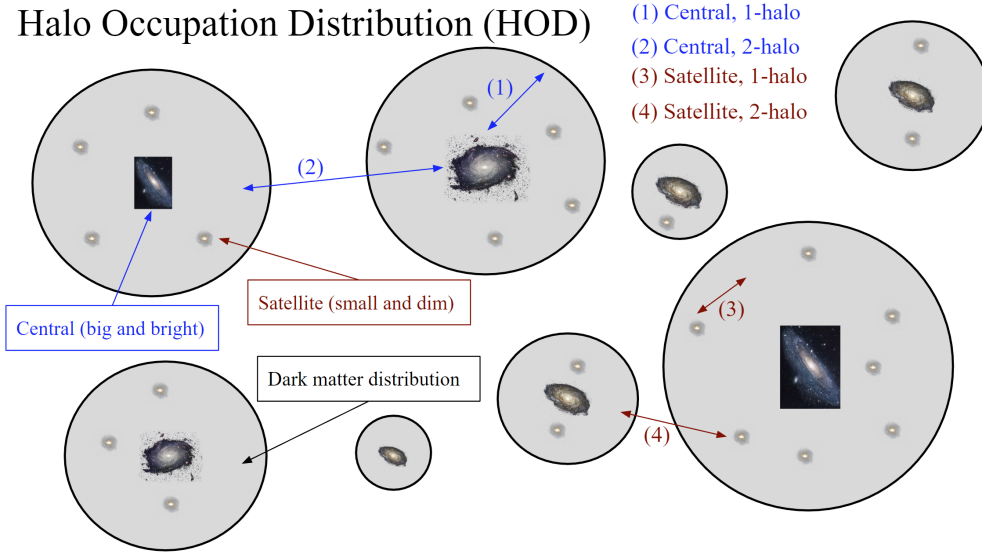 Halo Occupation Distribution (HOD)
(1) Central, 1-halo
(2) Central, 2-halo
(3) Satellite, 1-halo
(4) Satellite, 2-halo
(1)
(2)
Satellite (small and dim)
Central (big and bright)
(3)
Dark matter distribution
(4)